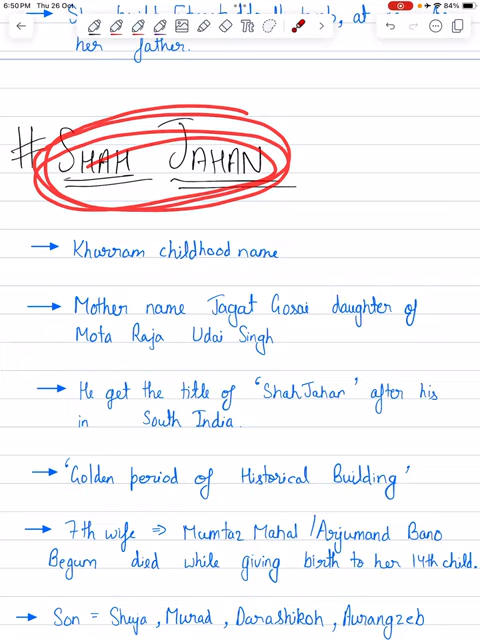 6:50 PM Thu 26 Oct
84%
her father.
# SHAH JAHAN
→ Khurram childhood name
→ Mother name Jagat Gosai daughter of
Mota Raja Udai Singh
→ He get the title of 'ShahJahan' after his
in South India.
→ 'Golden period of Historical Building'
→ 7th wife ⇒ Mumtaz Mahal / Arjumand Bano
Begum died while giving birth to her 14th child.
→ Son = Shuja, Murad, Darashikoh, Aurangzeb